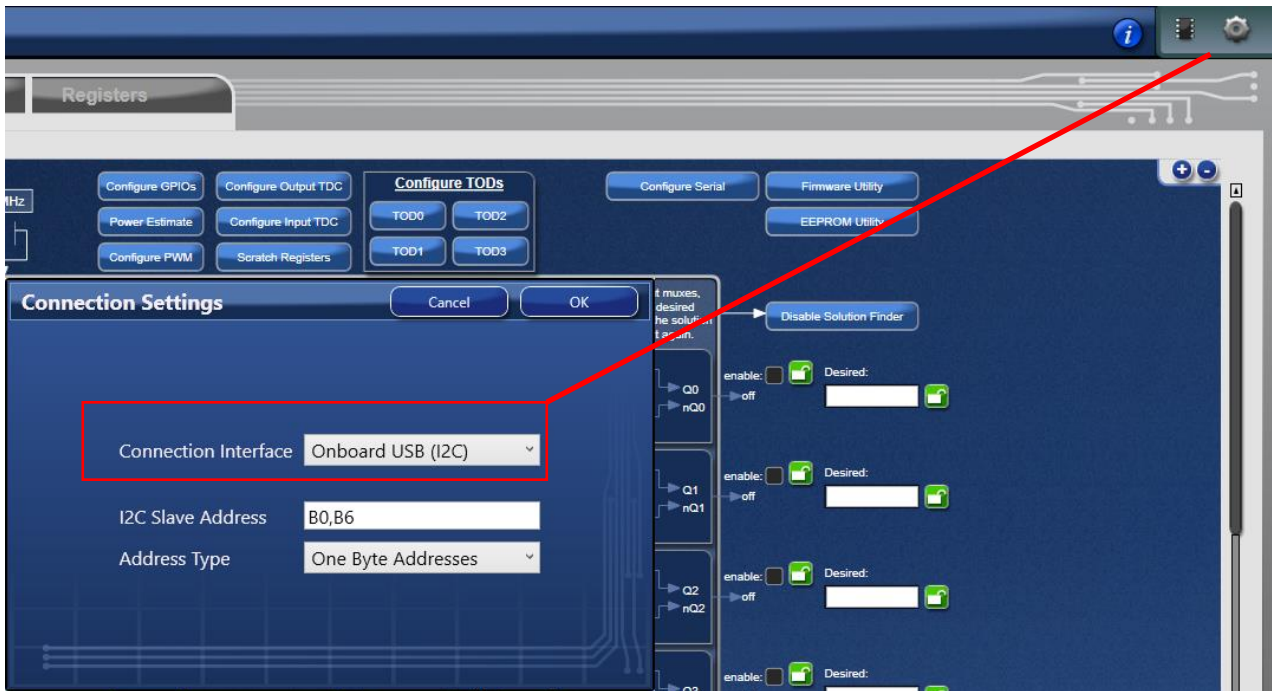 i
Registers
MHz
Configure GPIOs
Configure Output TDC
Configure TODs
Configure Serial
Firmware Utility
Power Estimate
Configure Input TDC
TOD0
TOD2
EEPROM Utility
Configure PWM
Scratch Registers
TOD1
TOD3
Connection Settings
Cancel
OK
t muxes,
desired
he solution
t again.
Disable Solution Finder
enable:
Desired:
Q0
off
nQ0
Connection Interface
Onboard USB (I2C)
enable:
Desired:
Q1
off
nQ1
I2C Slave Address
B0,B6
Address Type
One Byte Addresses
enable:
Desired:
Q2
off
nQ2
enable:
Desired:
Q3